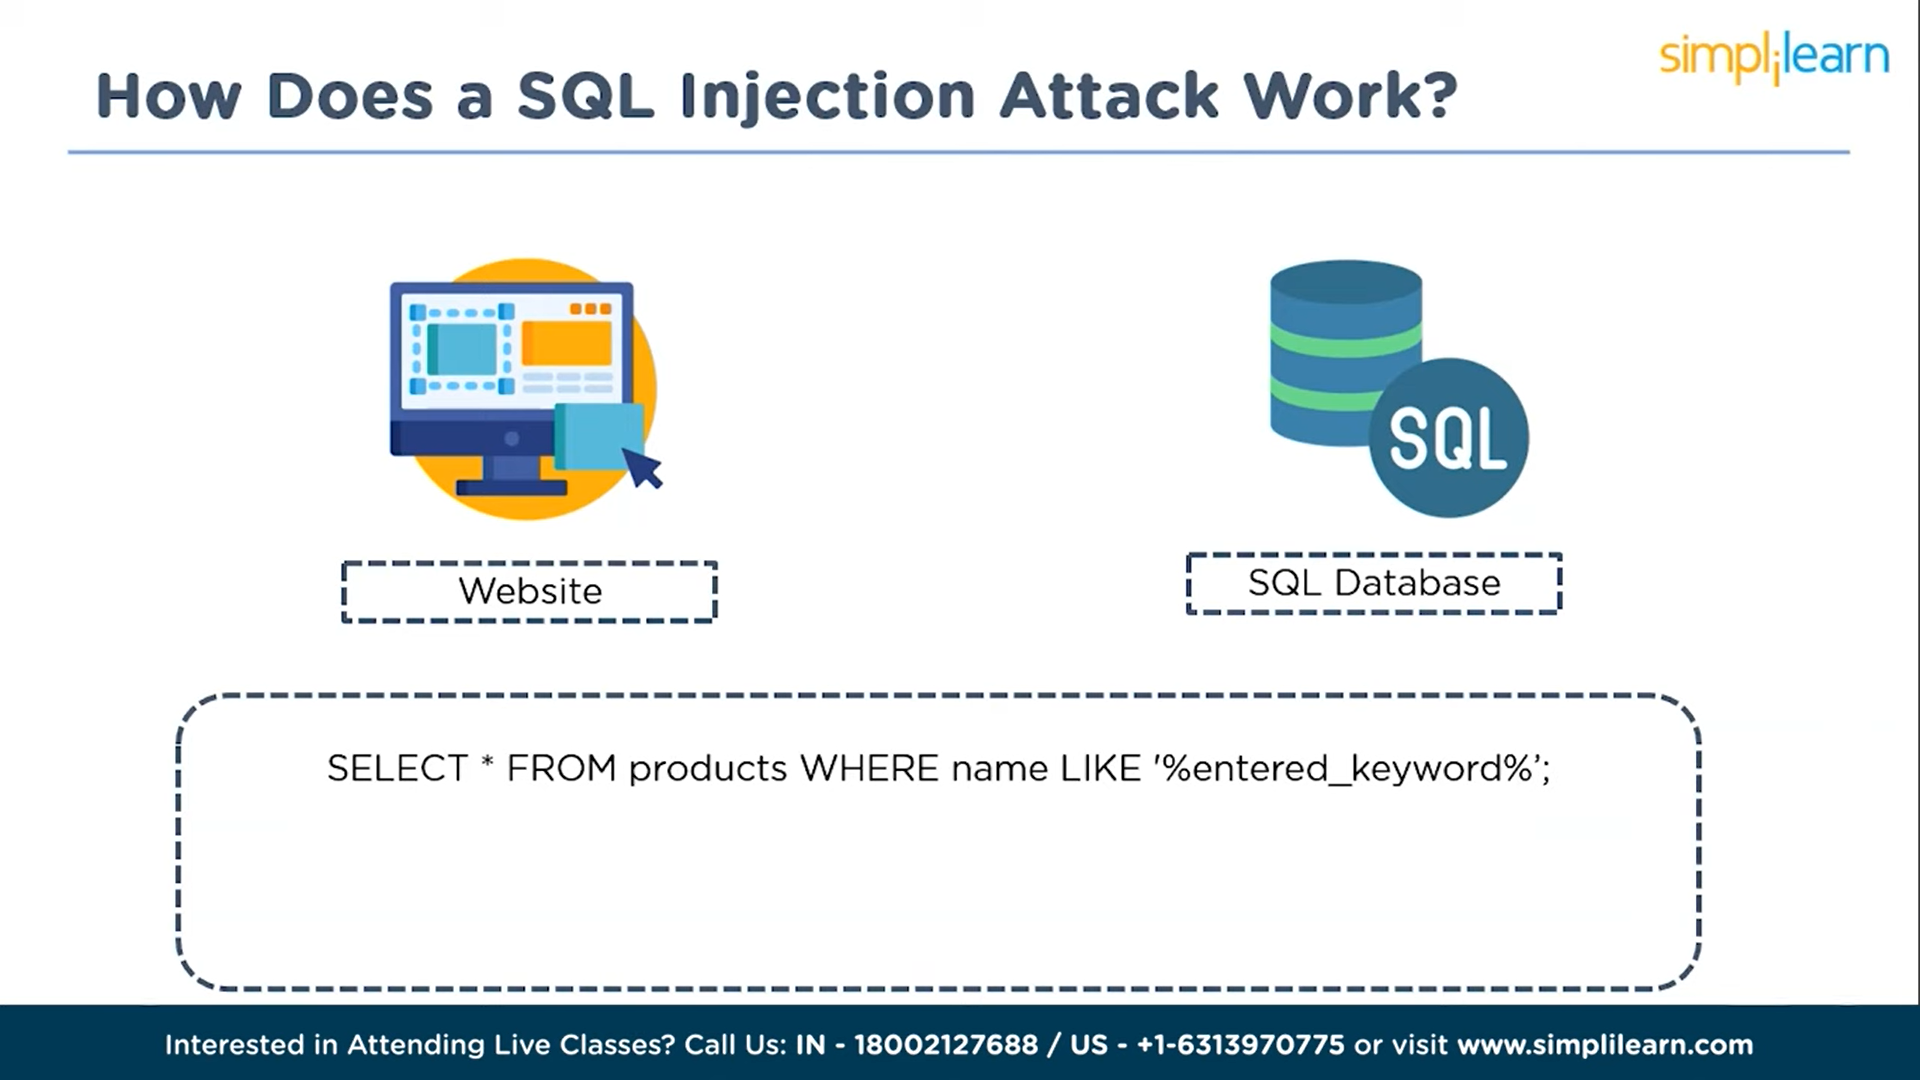 simplilearn
How Does a SQL Injection Attack Work?
SQL
Website
SQL Database
SELECT * FROM products WHERE name LIKE '%entered_keyword%’;
Interested in Attending Live Classes? Call Us: IN - 18002127688 / US - +1-6313970775 or visit www.simplilearn.com